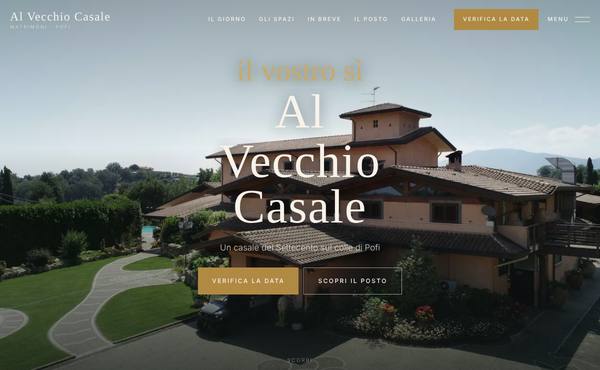 Al Vecchio Casale
MATRIMONI · POFI
IL GIORNO
GLI SPAZI
IN BREVE
IL POSTO
GALLERIA
VERIFICA LA DATA
MENU
il vostro sì
Al
Vecchio
Casale
Un casale del Settecento sul colle di Pofi
VERIFICA LA DATA
SCOPRI IL POSTO
SCORRI